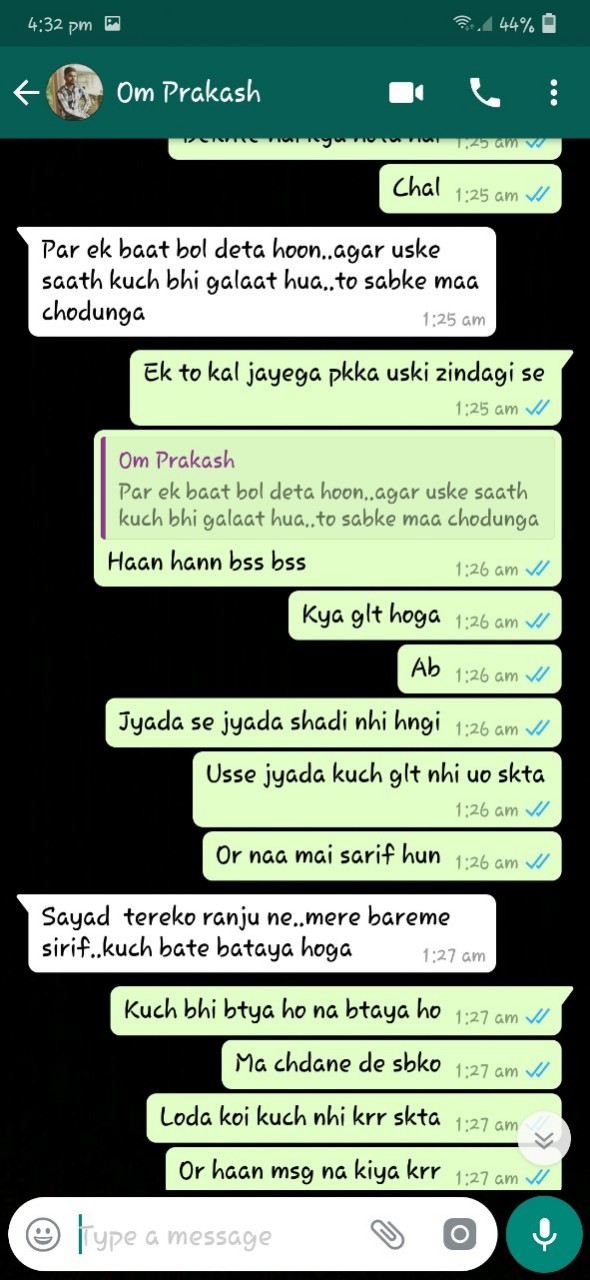 4:32 pm
44%
Om Prakash
1:25 am
Chal 1:25 am
Par ek baat bol deta hoon..agar uske
saath kuch bhi galaat hua..to sabke maa
chodunga 1:25 am
Ek to kal jayega pkka uski zindagi se
1:25 am
Om Prakash
Par ek baat bol deta hoon..agar uske saath
kuch bhi galaat hua..to sabke maa chodunga
Haan hann bss bss 1:26 am
Kya glt hoga 1:26 am
Ab 1:26 am
Jyada se jyada shadi nhi hngi 1:26 am
Usse jyada kuch glt nhi uo skta
1:26 am
Or naa mai sarif hun 1:26 am
Sayad tereko ranju ne..mere bareme
sirif..kuch bate bataya hoga 1:27 am
Kuch bhi btya ho na btaya ho 1:27 am
Ma chdane de sbko 1:27 am
Loda koi kuch nhi krr skta 1:27 am
Or haan msg na kiya krr 1:27 am
Type a message